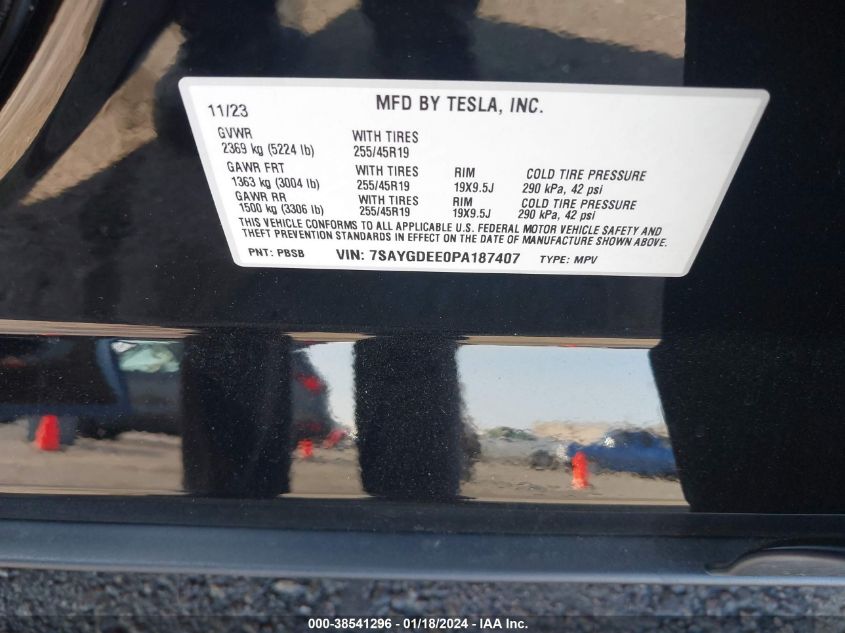 11/23 MFD BY TESLA, INC.
GVWR WITH TIRES
2369 kg (5224 lb) 255/45R19
GAWR FRT WITH TIRES RIM COLD TIRE PRESSURE
1363 kg (3004 lb) 255/45R19 19X9.5J 290 kPa, 42 psi
GAWR RR WITH TIRES RIM COLD TIRE PRESSURE
1500 kg (3306 lb) 255/45R19 19X9.5J 290 kPa, 42 psi
THIS VEHICLE CONFORMS TO ALL APPLICABLE U.S. FEDERAL MOTOR VEHICLE SAFETY AND
THEFT PREVENTION STANDARDS IN EFFECT ON THE DATE OF MANUFACTURE SHOWN ABOVE.
PNT: PBSB VIN: 7SAYGDEE0PA187407 TYPE: MPV
000-38541296 - 01/18/2024 - IAA Inc.